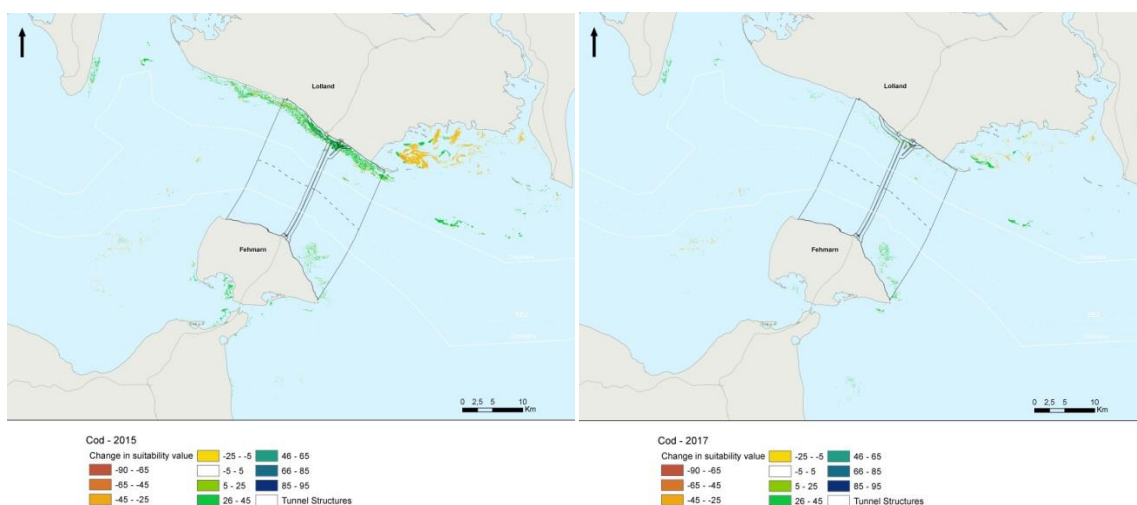 Lolland
Fehmarn
0 2,5 5 10
Km
Cod - 2015
Change in suitability value
-90 - -65
-65 - -45
-45 - -25
-25 - -5
-5 - 5
5 - 25
26 - 45
46 - 65
66 - 85
85 - 95
Tunnel Structures
Lolland
Fehmarn
0 2,5 5 10
Km
Cod - 2017
Change in suitability value
-90 - -65
-65 - -45
-45 - -25
-25 - -5
-5 - 5
5 - 25
26 - 45
46 - 65
66 - 85
85 - 95
Tunnel Structures